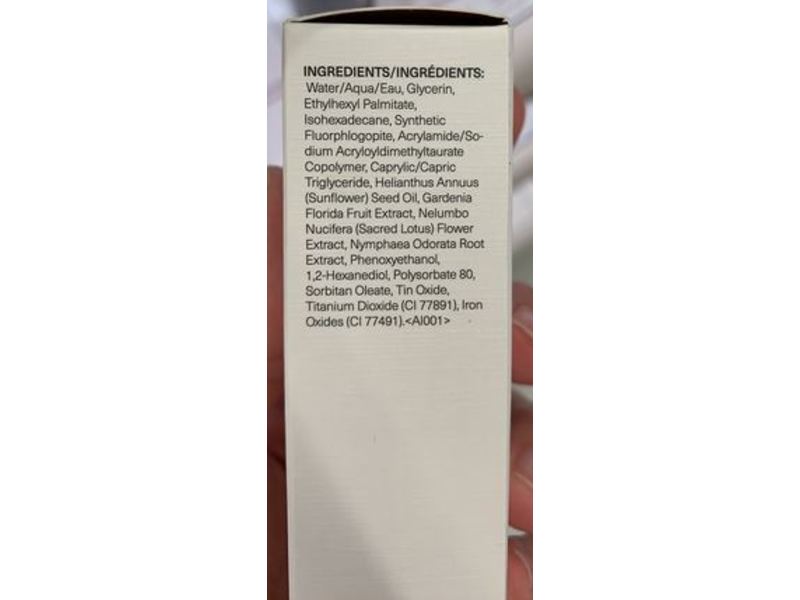 INGREDIENTS/INGRÉDIENTS:
Water/Aqua/Eau, Glycerin,
Ethylhexyl Palmitate,
Isohexadecane, Synthetic
Fluorphlogopite, Acrylamide/So-
dium Acryloyldimethyltaurate
Copolymer, Caprylic/Capric
Triglyceride, Helianthus Annuus
(Sunflower) Seed Oil, Gardenia
Florida Fruit Extract, Nelumbo
Nucifera (Sacred Lotus) Flower
Extract, Nymphaea Odorata Root
Extract, Phenoxyethanol,
1,2-Hexanediol, Polysorbate 80,
Sorbitan Oleate, Tin Oxide,
Titanium Dioxide (CI 77891), Iron
Oxides (CI 77491).<AI001>